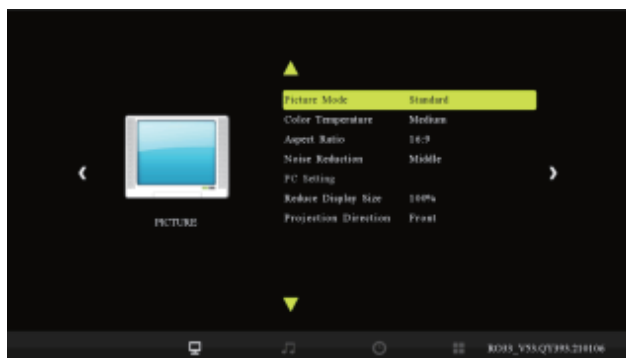 Picture Mode Standard
Color Temperature Medium
Aspect Ratio 16:9
Noise Reduction Middle
PC Setting
Reduce Display Size 100%
Projection Direction Front
PICTURE